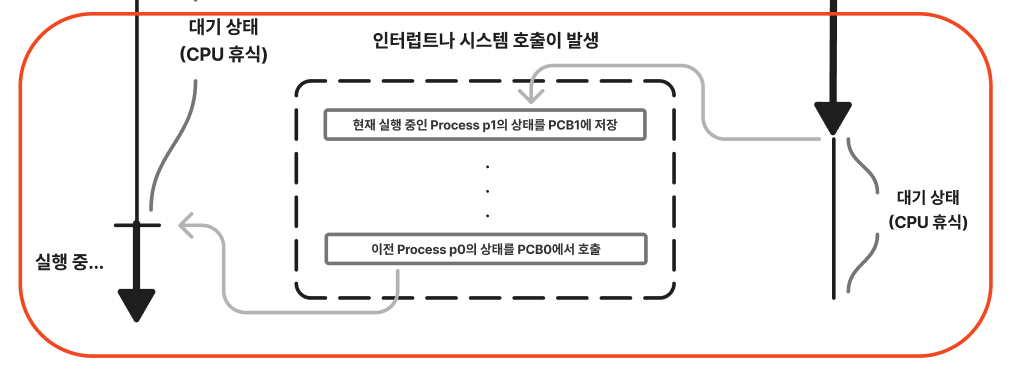 대기 상태
(CPU 휴식)
인터럽트나 시스템 호출이 발생
현재 실행 중인 Process p1의 상태를 PCB1에 저장
이전 Process p0의 상태를 PCB0에서 호출
대기 상태
(CPU 휴식)
실행 중...